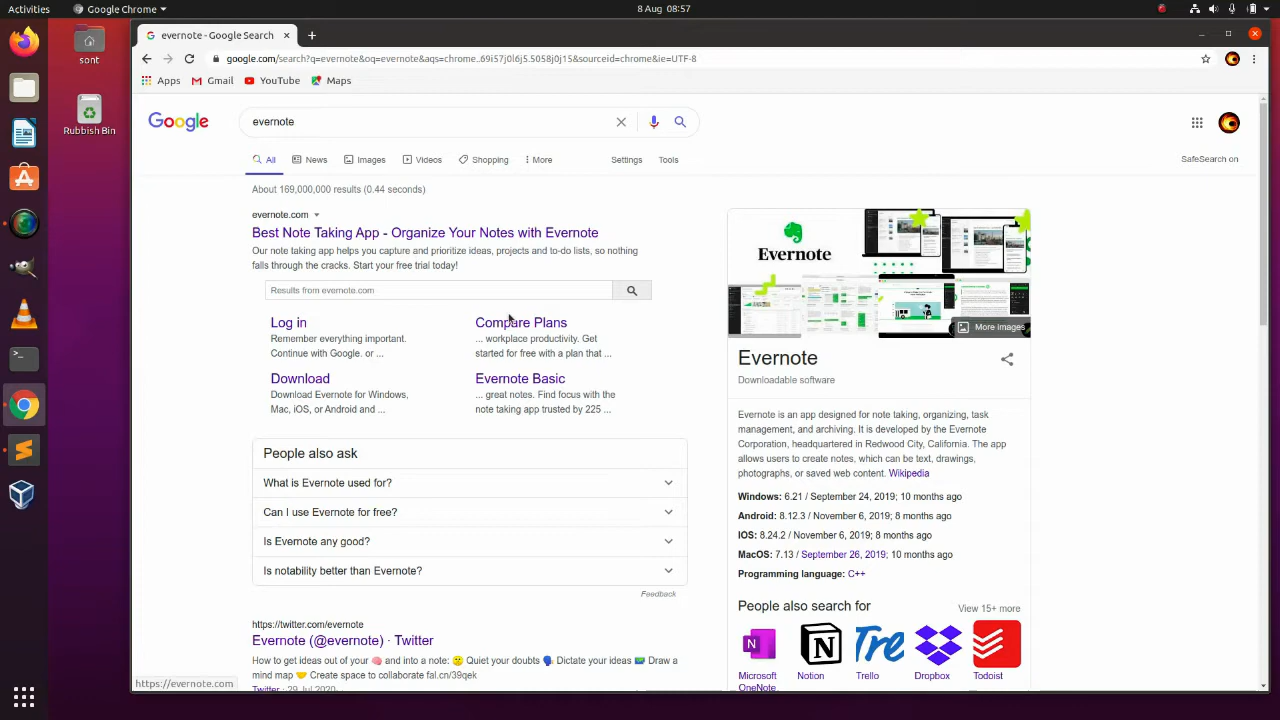 Activities
Google Chrome
8 Aug 08:57
sont
Rubbish Bin
evernote - Google Search
google.com/search?q=evernote&oq=evernote&aqs=chrome..69i57j0l6j5.5058j0j15&sourceid=chrome&ie=UTF-8
Apps
Gmail
YouTube
Maps
Google
evernote
All
News
Images
Videos
Shopping
More
Settings
Tools
SafeSearch on
About 169,000,000 results (0.44 seconds)
evernote.com
Best Note Taking App - Organize Your Notes with Evernote
Our note taking app helps you capture and prioritize ideas, projects and to-do lists, so nothing
falls through the cracks. Start your free trial today!
Results from evernote.com
Log in
Remember everything important.
Continue with Google. or ...
Compare Plans
... workplace productivity. Get
started for free with a plan that ...
Download
Download Evernote for Windows,
Mac, iOS, or Android and ...
Evernote Basic
... great notes. Find focus with the
note taking app trusted by 225 ...
People also ask
What is Evernote used for?
Can I use Evernote for free?
Is Evernote any good?
Is notability better than Evernote?
Feedback
https://twitter.com/evernote
Evernote (@evernote) · Twitter
How to get ideas out of your 🧠 and into a note: 🤫 Quiet your doubts 🗣 Dictate your ideas 🗺 Draw a
mind map 🤝 Create space to collaborate fal.cn/39qek
Twitter · 29 Jul 2020
https://evernote.com
Evernote
More images
Evernote
Downloadable software
Evernote is an app designed for note taking, organizing, task
management, and archiving. It is developed by the Evernote
Corporation, headquartered in Redwood City, California. The app
allows users to create notes, which can be text, drawings,
photographs, or saved web content. Wikipedia
Windows: 6.21 / September 24, 2019; 10 months ago
Android: 8.12.3 / November 6, 2019; 8 months ago
IOS: 8.24.2 / November 6, 2019; 8 months ago
MacOS: 7.13 / September 26, 2019; 10 months ago
Programming language: C++
People also search for
View 15+ more
N
N
Tre
Microsoft
OneNote
Notion
Trello
Dropbox
Todoist